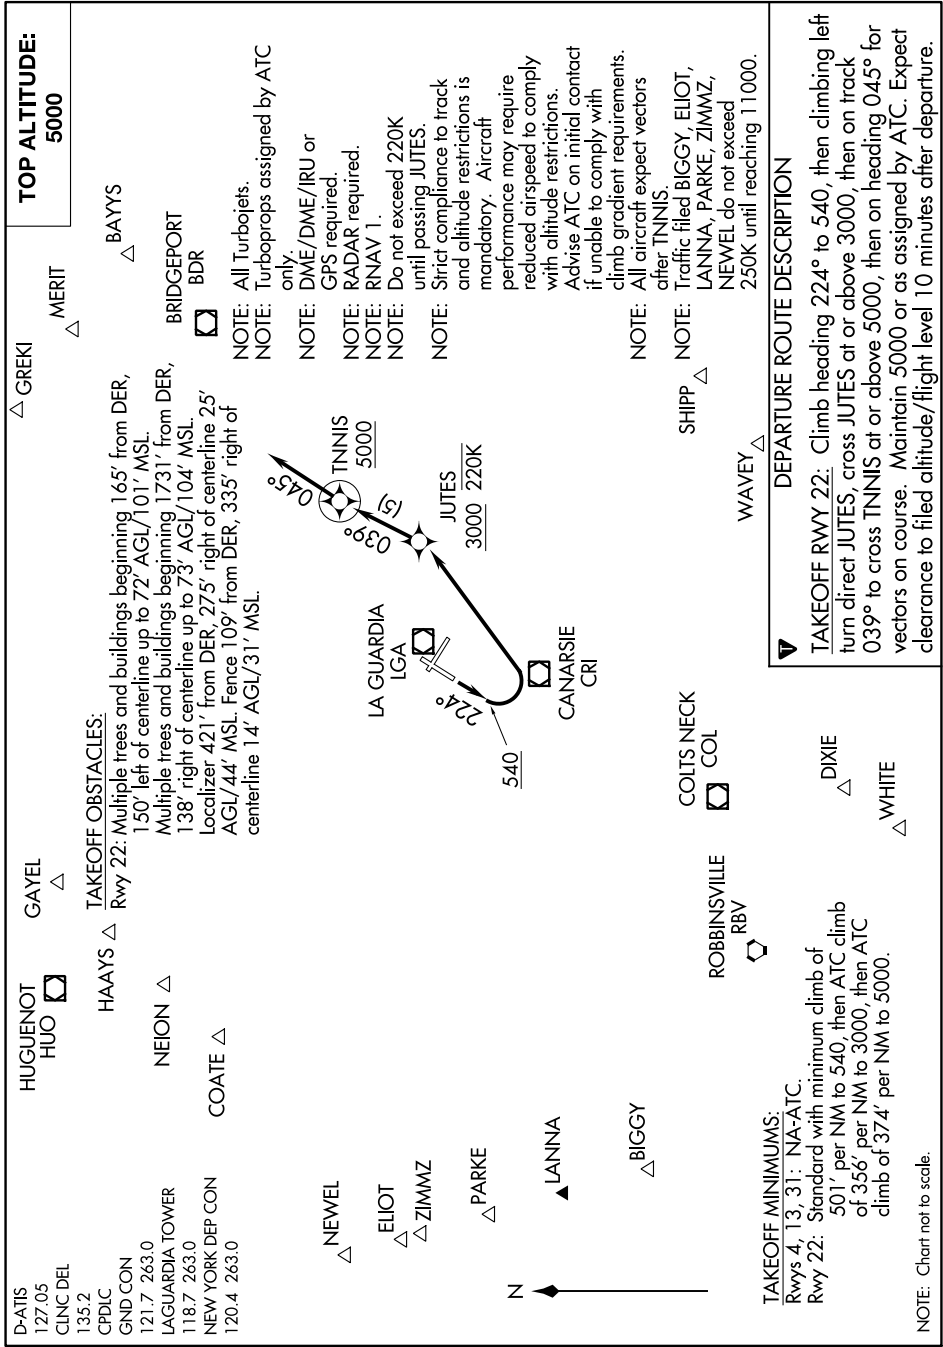 TOP ALTITUDE:
5000
D-ATIS
127.05
CLNC DEL
135.2
CPDLC
GND CON
121.7 263.0
LAGUARDIA TOWER
118.7 263.0
NEW YORK DEP CON
120.4 263.0
HUGUENOT
HUO
GAYEL
HAAYS
NEION
COATE
GREKI
MERIT
BAYYS
BRIDGEPORT
BDR
TAKEOFF OBSTACLES:
Rwy 22: Multiple trees and buildings beginning 165' from DER,
150' left of centerline up to 72' AGL/101' MSL.
Multiple trees and buildings beginning 1731' from DER,
138' right of centerline up to 73' AGL/104' MSL.
Localizer 421' from DER, 275' right of centerline 25'
AGL/44' MSL. Fence 109' from DER, 335' right of
centerline 14' AGL/31' MSL.
NOTE: All Turbojets.
NOTE: Turboprops assigned by ATC
only.
NOTE: DME/DME/IRU or
GPS required.
NOTE: RADAR required.
NOTE: RNAV 1.
NOTE: Do not exceed 220K
until passing JUTES.
NOTE: Strict compliance to track
and altitude restrictions is
mandatory. Aircraft
performance may require
reduced airspeed to comply
with altitude restrictions.
Advise ATC on initial contact
if unable to comply with
climb gradient requirements.
NOTE: All aircraft expect vectors
after TNNIS.
NOTE: Traffic filed BIGGY, ELIOT,
LANNA, PARKE, ZIMMZ,
NEWEL do not exceed
250K until reaching 11000.
045°
TNNIS
5000
(5)
039°
JUTES
3000 220K
LA GUARDIA
LGA
224°
540
CANARSIE
CRI
NEWEL
ELIOT
ZIMMZ
PARKE
LANNA
BIGGY
N
SHIPP
WAVEY
COLTS NECK
COL
DIXIE
WHITE
ROBBINSVILLE
RBV
TAKEOFF MINIMUMS:
Rwys 4, 13, 31: NA-ATC.
Rwy 22: Standard with minimum climb of
501' per NM to 540, then ATC climb
of 356' per NM to 3000, then ATC
climb of 374' per NM to 5000.
NOTE: Chart not to scale.
T
DEPARTURE ROUTE DESCRIPTION
TAKEOFF RWY 22: Climb heading 224° to 540, then climbing left
turn direct JUTES, cross JUTES at or above 3000, then on track
039° to cross TNNIS at or above 5000, then on heading 045° for
vectors on course. Maintain 5000 or as assigned by ATC. Expect
clearance to filed altitude/flight level 10 minutes after departure.